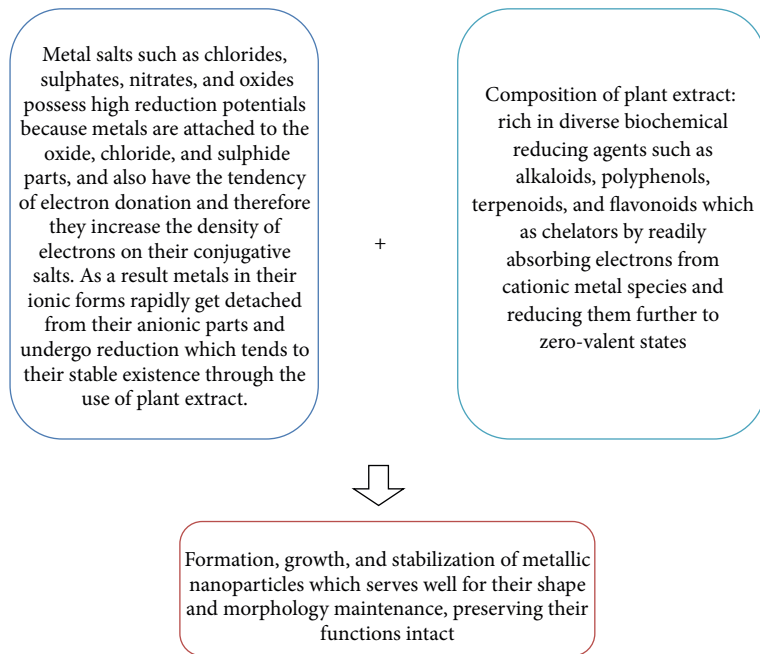 Metal salts such as chlorides,
sulphates, nitrates, and oxides
possess high reduction potentials
because metals are attached to the
oxide, chloride, and sulphide
parts, and also have the tendency
of electron donation and therefore
they increase the density of
electrons on their conjugative
salts. As a result metals in their
ionic forms rapidly get detached
from their anionic parts and
undergo reduction which tends to
their stable existence through the
use of plant extract.
+
Composition of plant extract:
rich in diverse biochemical
reducing agents such as
alkaloids, polyphenols,
terpenoids, and flavonoids which
as chelators by readily
absorbing electrons from
cationic metal species and
reducing them further to
zero-valent states
Formation, growth, and stabilization of metallic
nanoparticles which serves well for their shape
and morphology maintenance, preserving their
functions intact